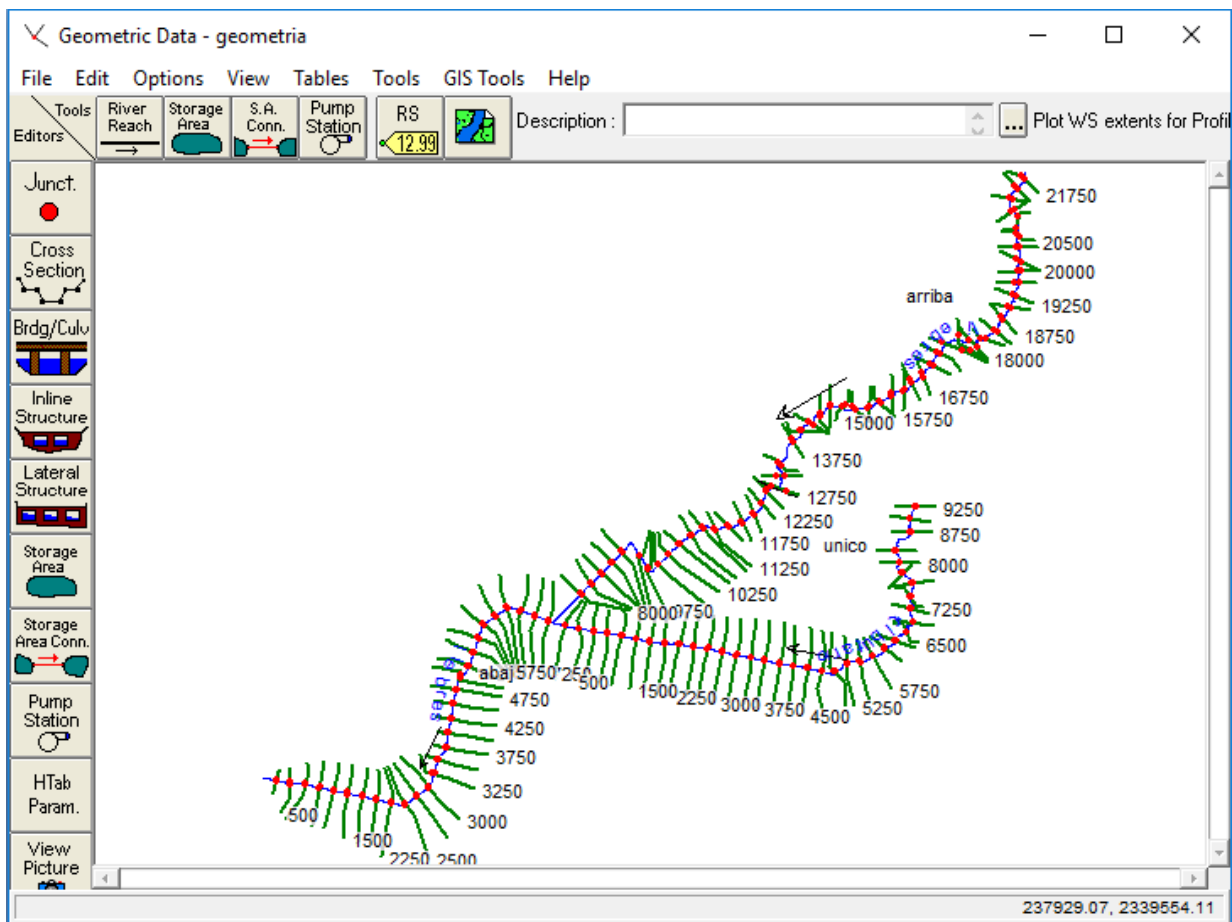 Geometric Data - geometria
File Edit Options View Tables Tools GIS Tools Help
Tools
Editors
River Reach
Storage Area
S.A. Conn.
Pump Station
RS
12.99
Description :
...
Plot WS extents for Profil
Junct.
Cross Section
Brdg/Culv
Inline Structure
Lateral Structure
Storage Area
Storage Area Conn.
Pump Station
HTab Param.
View Picture
21750
20500
20000
19250
arriba
18750
18000
16750
15750
15000
13750
12750
12250
11750
11250
10250
9750
8000
unico
9250
8750
8000
7250
6500
5750
5250
4500
3750
3000
2250
1500
500
abaj
5750
4750
4250
3750
3250
3000
2500
2250
1500
500
237929.07, 2339554.11